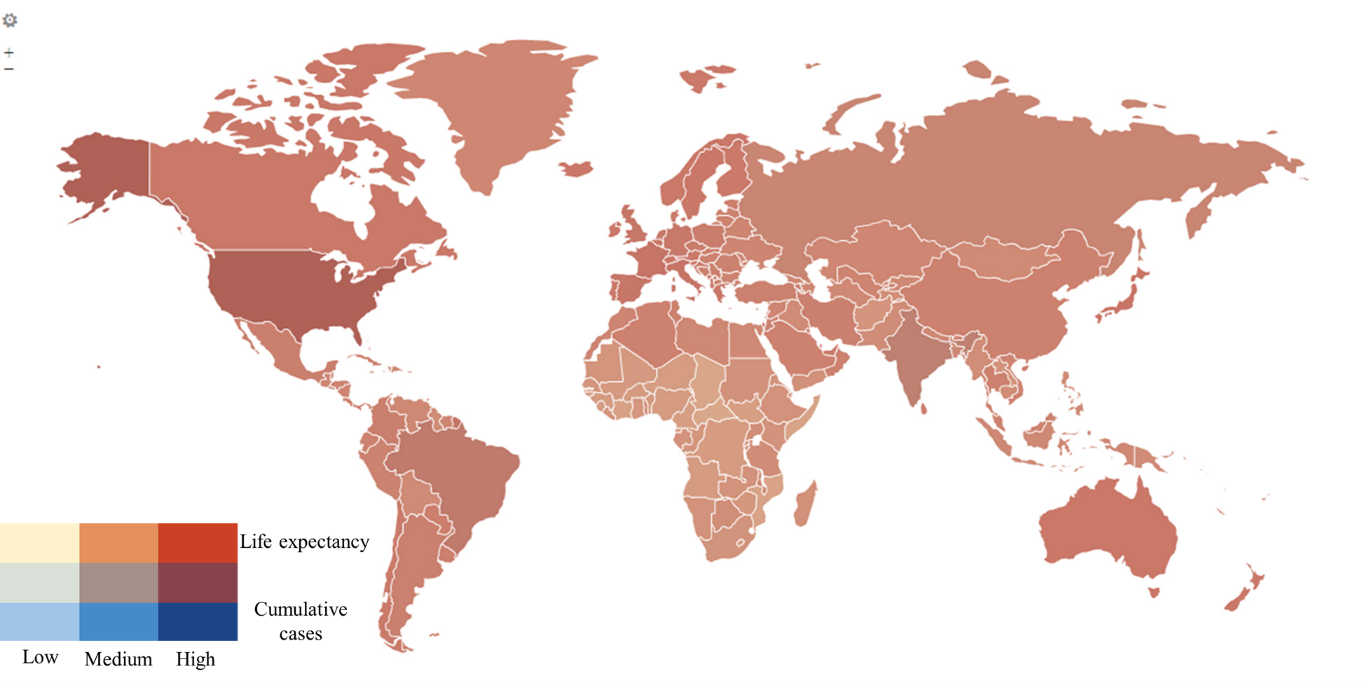 +
−
Life expectancy
Cumulative
cases
Low Medium High